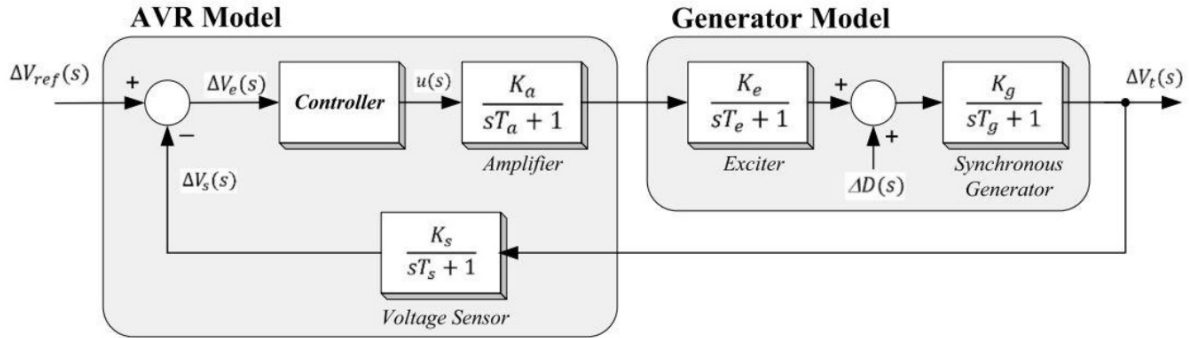 AVR Model
Generator Model
ΔV_ref(s)
+
−
ΔV_e(s)
Controller
u(s)
K_a
sT_a + 1
Amplifier
K_e
sT_e + 1
Exciter
+
+
ΔD(s)
K_g
sT_g + 1
Synchronous
Generator
ΔV_t(s)
ΔV_s(s)
K_s
sT_s + 1
Voltage Sensor